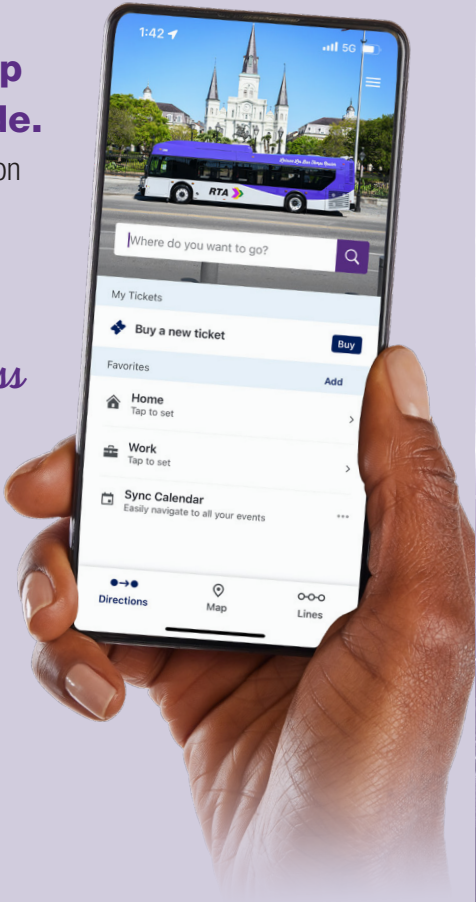 p
le.
on
ss
1:42
5G
RTA
Where do you want to go?
My Tickets
Buy a new ticket
Buy
Favorites
Add
Home
Tap to set
Work
Tap to set
Sync Calendar
Easily navigate to all your events
Directions
Map
Lines